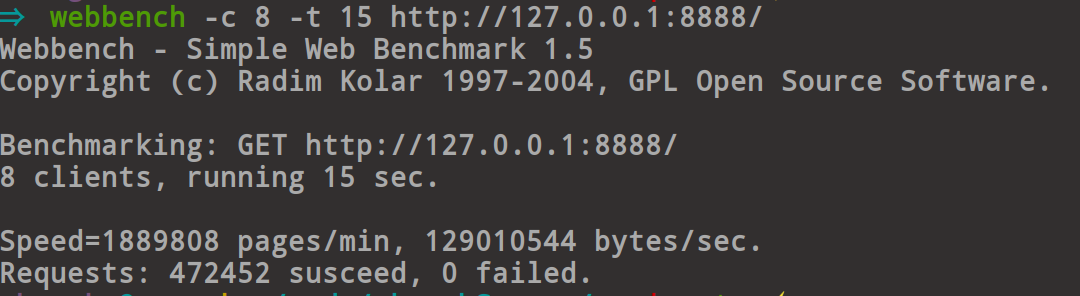 ⇒ webbench -c 8 -t 15 http://127.0.0.1:8888/
Webbench - Simple Web Benchmark 1.5
Copyright (c) Radim Kolar 1997-2004, GPL Open Source Software.
Benchmarking: GET http://127.0.0.1:8888/
8 clients, running 15 sec.
Speed=1889808 pages/min, 129010544 bytes/sec.
Requests: 472452 susceed, 0 failed.